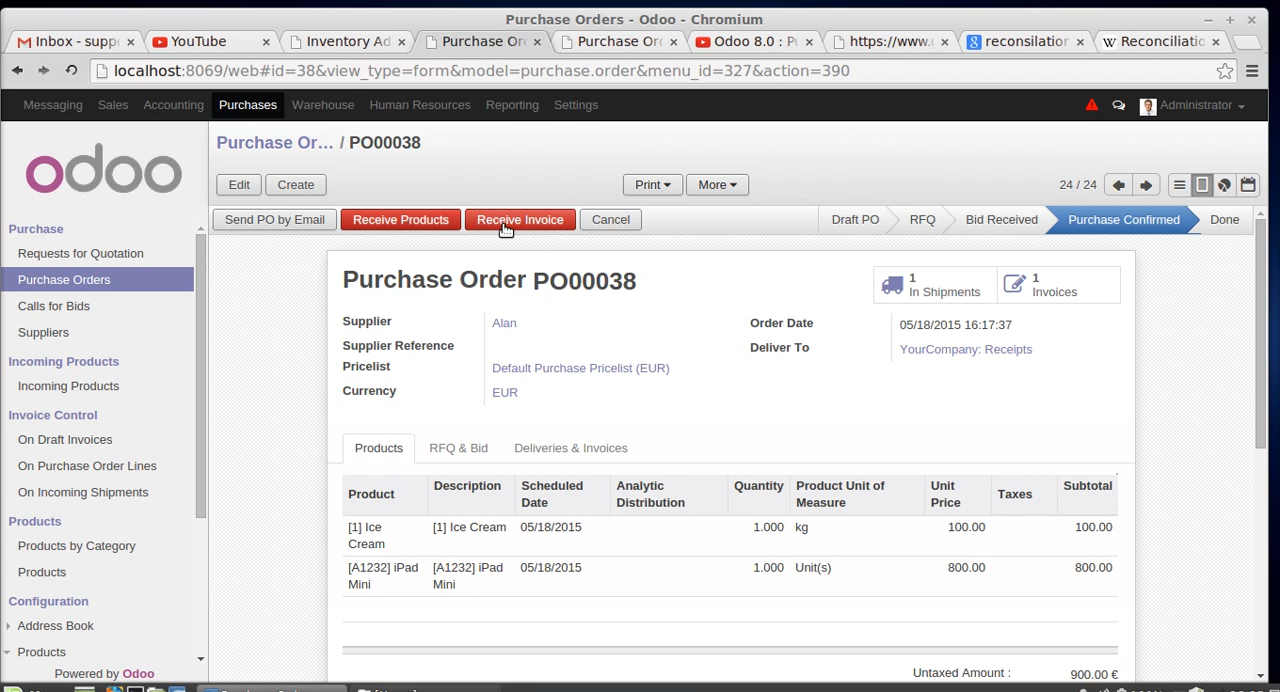 Purchase Orders - Odoo - Chromium
Inbox - supp
YouTube
Inventory Ad
Purchase Or
Purchase Or
Odoo 8.0 : Pu
https://www.
reconsilation
Reconciliatio
localhost:8069/web#id=38&view_type=form&model=purchase.order&menu_id=327&action=390
Messaging Sales Accounting Purchases Warehouse Human Resources Reporting Settings Administrator
odoo
Purchase Or... / PO00038
Edit Create Print More 24 / 24
Send PO by Email Receive Products Receive Invoice Cancel Draft PO RFQ Bid Received Purchase Confirmed Done
Purchase
Requests for Quotation
Purchase Orders
Calls for Bids
Suppliers
Incoming Products
Incoming Products
Invoice Control
On Draft Invoices
On Purchase Order Lines
On Incoming Shipments
Products
Products by Category
Products
Configuration
Address Book
Products
Powered by Odoo
Purchase Order PO00038
1
In Shipments
1
Invoices
Supplier Alan
Supplier Reference
Pricelist Default Purchase Pricelist (EUR)
Currency EUR
Order Date 05/18/2015 16:17:37
Deliver To YourCompany: Receipts
Products RFQ & Bid Deliveries & Invoices
Product Description Scheduled Date Analytic Distribution Quantity Product Unit of Measure Unit Price Taxes Subtotal
[1] Ice Cream [1] Ice Cream 05/18/2015 1.000 kg 100.00 100.00
[A1232] iPad Mini [A1232] iPad Mini 05/18/2015 1.000 Unit(s) 800.00 800.00
Untaxed Amount : 900.00 €